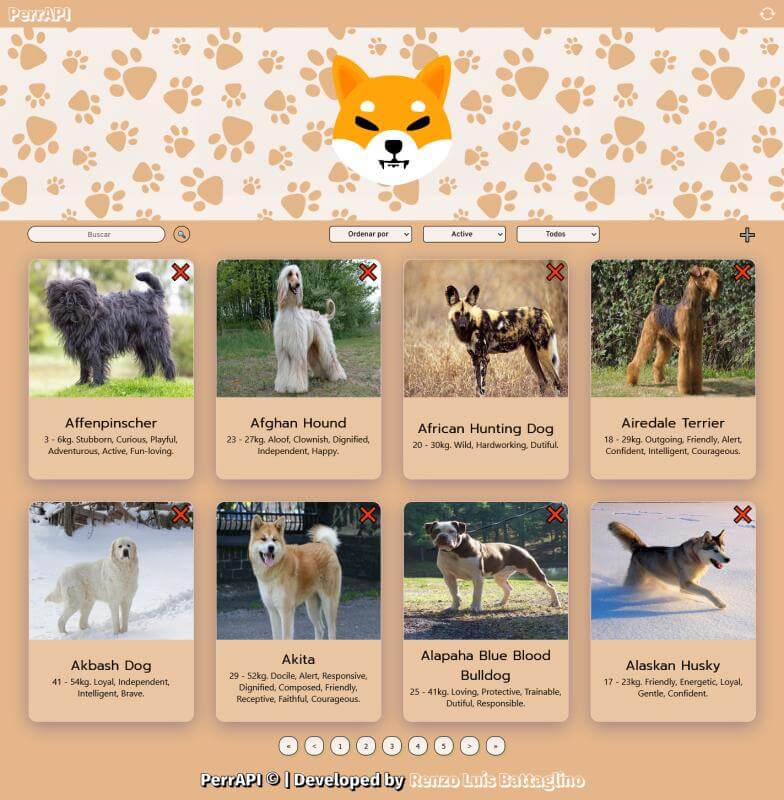 PerrAPI
Buscar
Ordenar por
Active
Todos
Affenpinscher
3 - 6kg. Stubborn, Curious, Playful,
Adventurous, Active, Fun-loving.
Afghan Hound
23 - 27kg. Aloof, Clownish, Dignified,
Independent, Happy.
African Hunting Dog
20 - 30kg. Wild, Hardworking, Dutiful.
Airedale Terrier
18 - 29kg. Outgoing, Friendly, Alert,
Confident, Intelligent, Courageous.
Akbash Dog
41 - 54kg. Loyal, Independent,
Intelligent, Brave.
Akita
29 - 52kg. Docile, Alert, Responsive,
Dignified, Composed, Friendly,
Receptive, Faithful, Courageous.
Alapaha Blue Blood
Bulldog
25 - 41kg. Loving, Protective, Trainable,
Dutiful, Responsible.
Alaskan Husky
17 - 23kg. Friendly, Energetic, Loyal,
Gentle, Confident.
« < 1 2 3 4 5 > »
PerrAPI © | Developed by Renzo Luis Battaglino